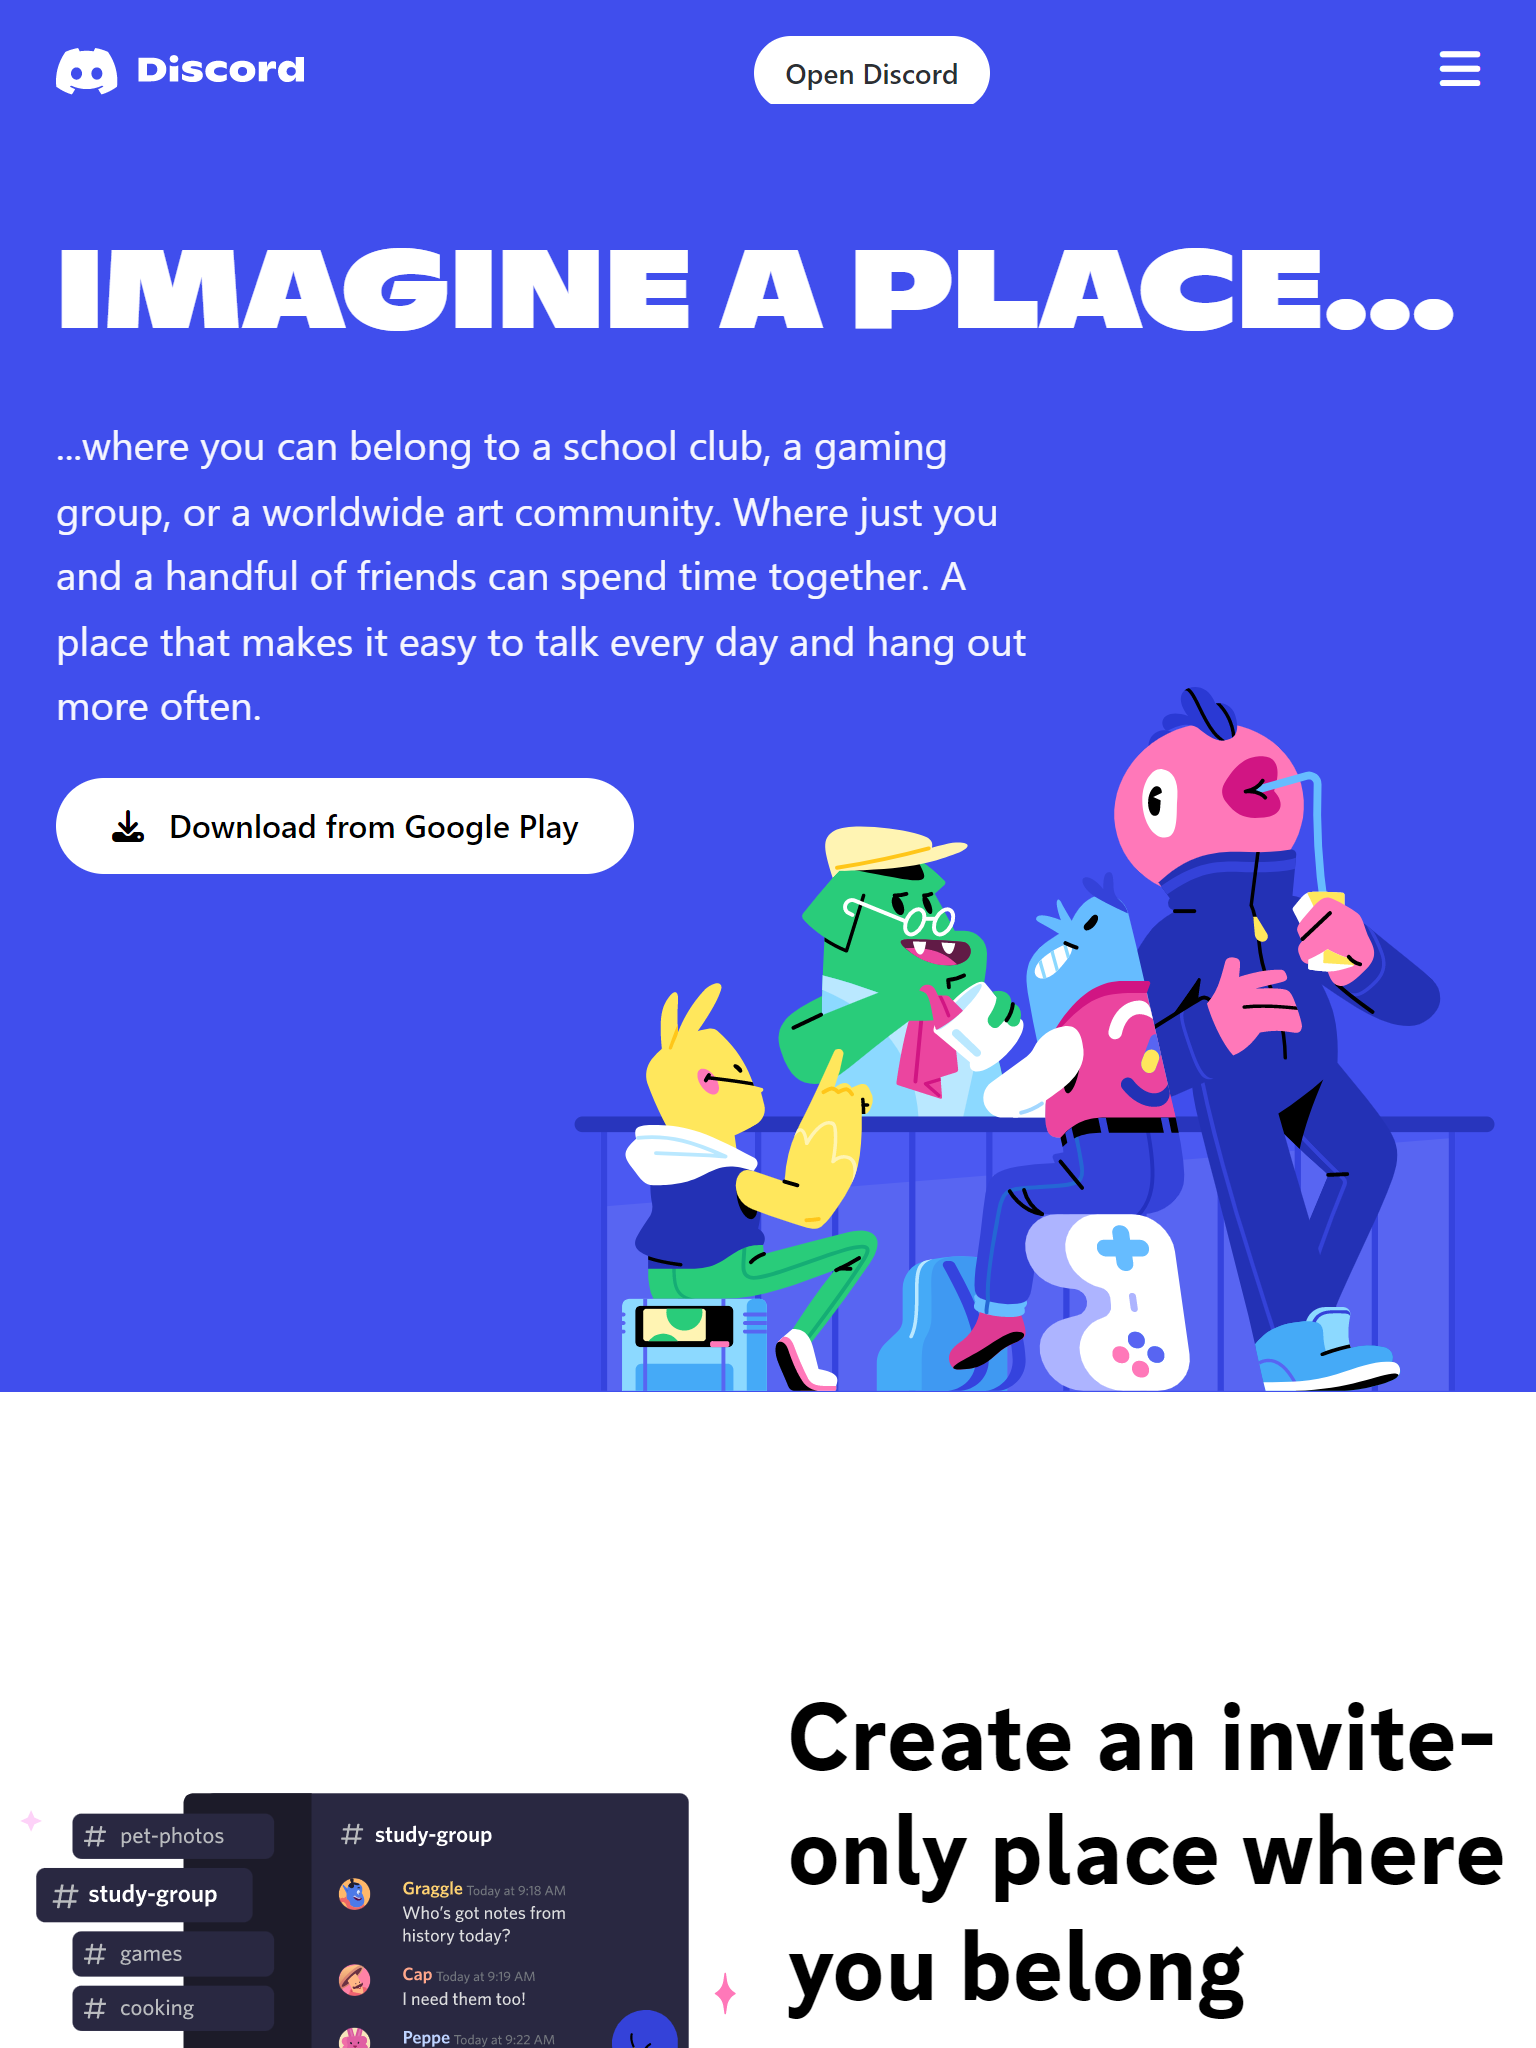 Discord
Open Discord
IMAGINE A PLACE...
...where you can belong to a school club, a gaming
group, or a worldwide art community. Where just you
and a handful of friends can spend time together. A
place that makes it easy to talk every day and hang out
more often.
Download from Google Play
Create an invite-
only place where
you belong
# pet-photos
# study-group
# games
# cooking
# study-group
Graggle Today at 9:18 AM
Who's got notes from
history today?
Cap Today at 9:19 AM
I need them too!
Peppe Today at 9:22 AM